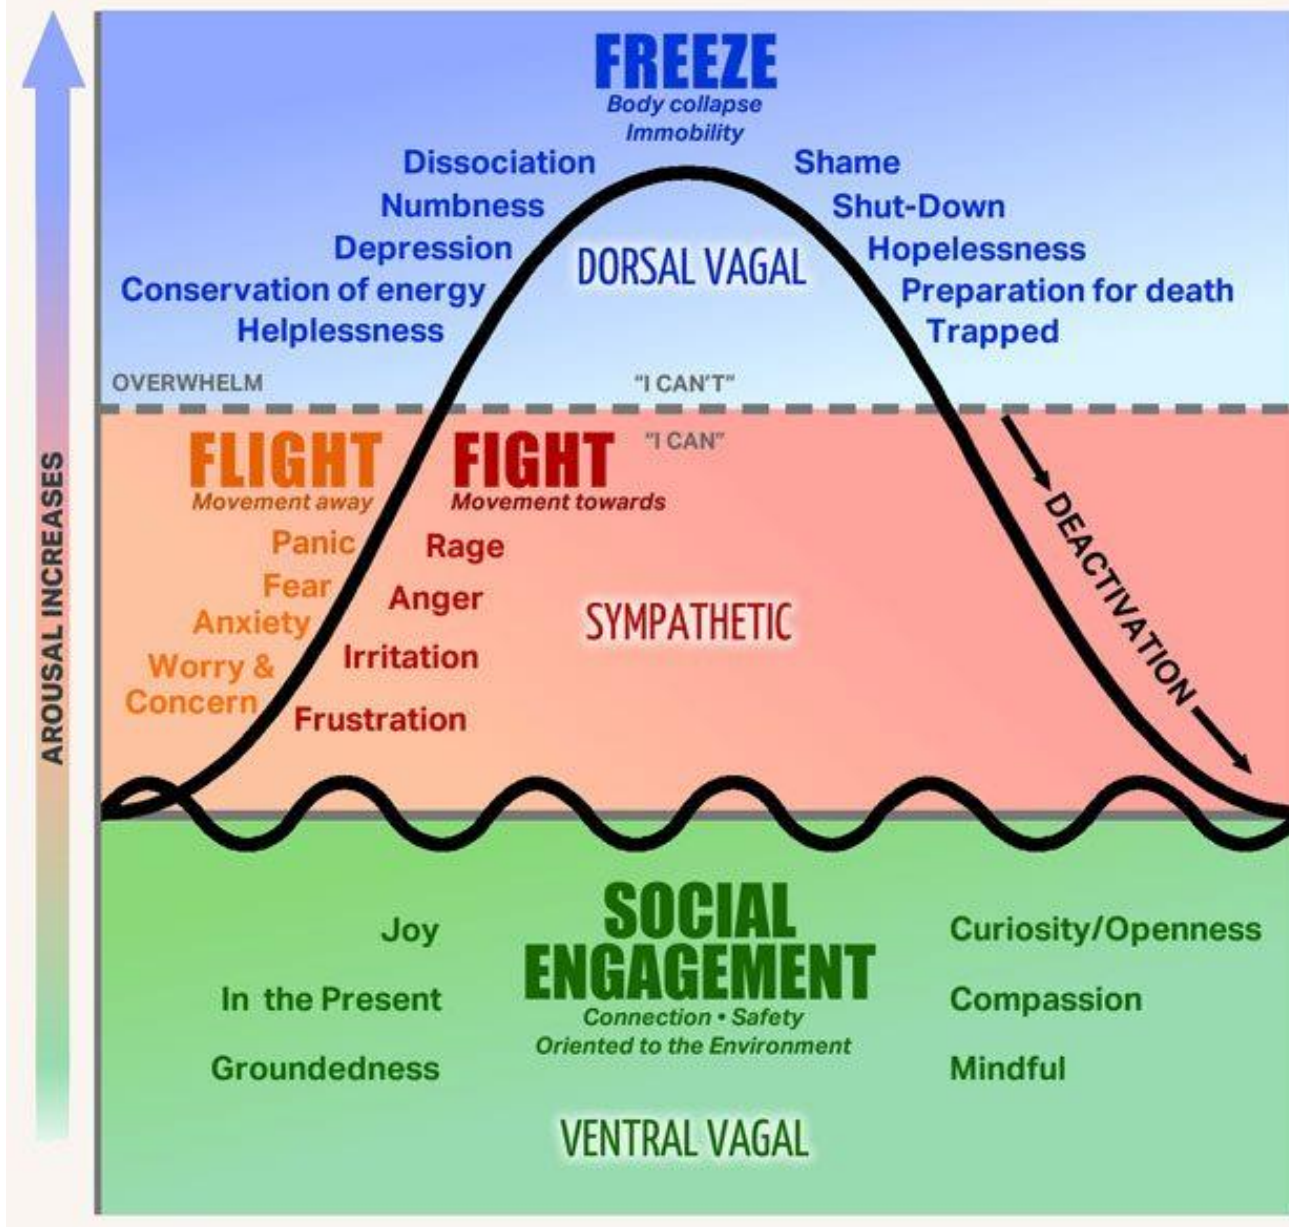 FREEZE
Body collapse
Immobility
Dissociation
Numbness
Depression
Conservation of energy
Helplessness
Shame
Shut-Down
Hopelessness
Preparation for death
Trapped
DORSAL VAGAL
OVERWHELM
"I CAN'T"
"I CAN"
FLIGHT
Movement away
Panic
Fear
Anxiety
Worry &
Concern
FIGHT
Movement towards
Rage
Anger
Irritation
Frustration
SYMPATHETIC
DEACTIVATION
AROUSAL INCREASES
SOCIAL
ENGAGEMENT
Connection • Safety
Oriented to the Environment
Joy
In the Present
Groundedness
Curiosity/Openness
Compassion
Mindful
VENTRAL VAGAL